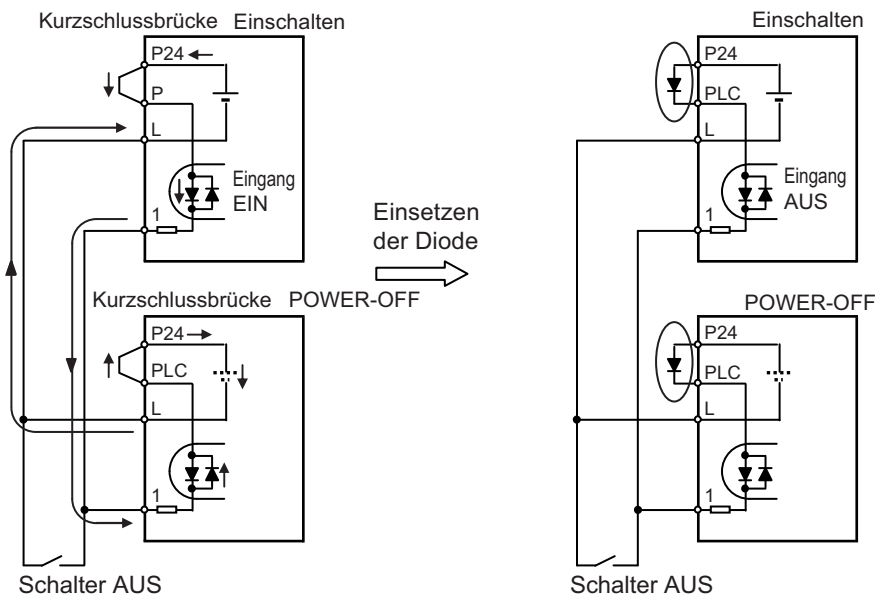 Kurzschlussbrücke Einschalten
P24
P
L
Eingang
EIN
1
Kurzschlussbrücke POWER-OFF
P24
PLC
L
1
Schalter AUS
Einsetzen
der Diode
Einschalten
P24
PLC
L
Eingang
AUS
1
POWER-OFF
P24
PLC
L
1
Schalter AUS